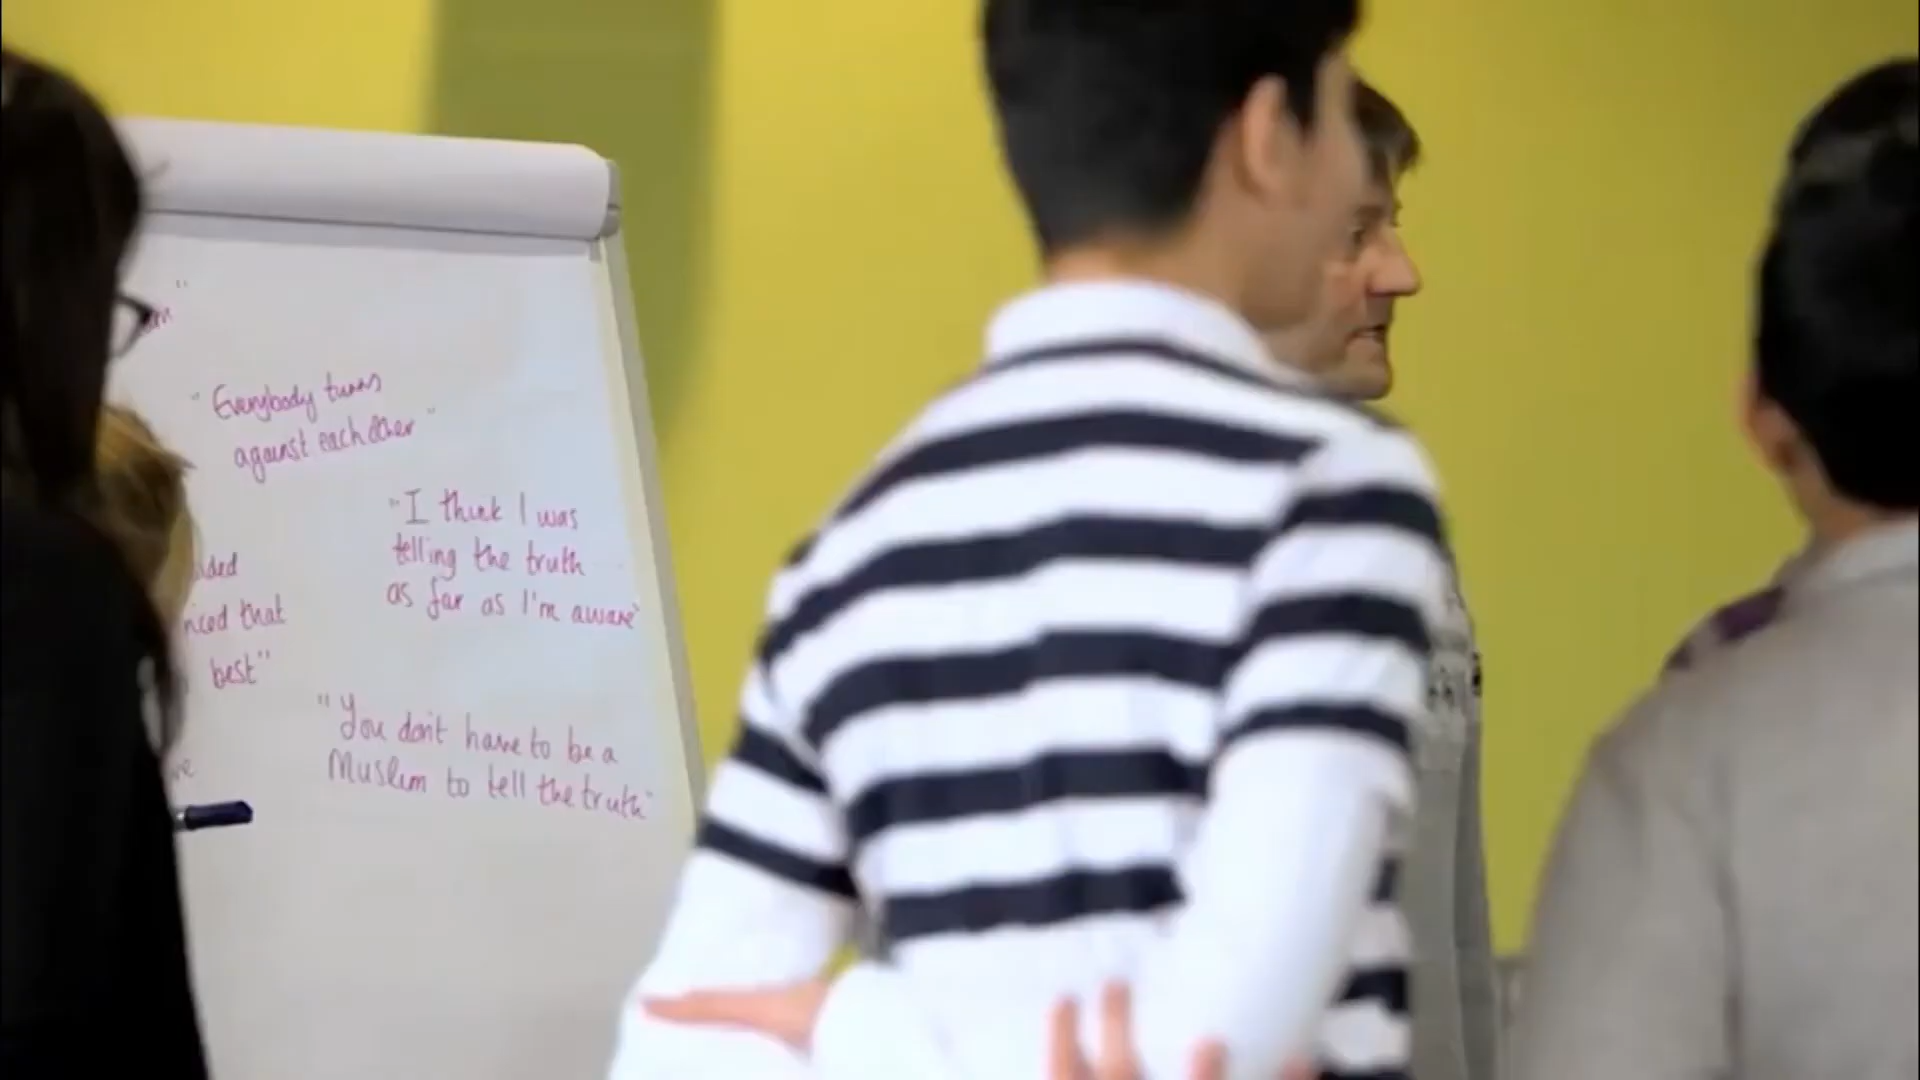 "Everybody turns
against each other"
"I think I was
telling the truth
as far as I'm aware"
that
best"
"You don't have to be a
Muslim to tell the truth"